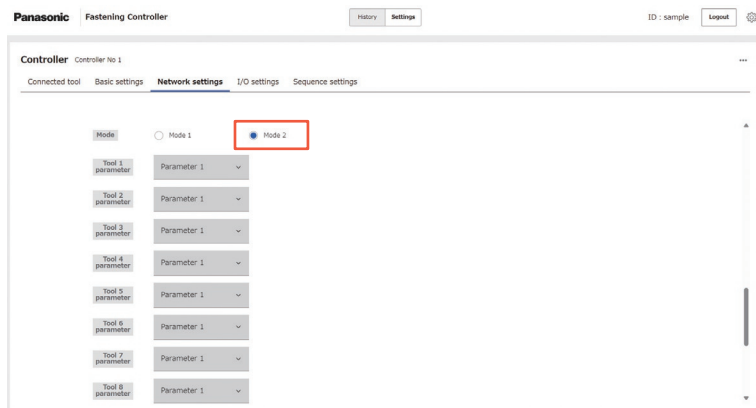 Panasonic Fastening Controller History Settings ID : sample Logout
Controller Controller No 1
Connected tool Basic settings Network settings I/O settings Sequence settings
Mode Mode 1 Mode 2
Tool 1
parameter Parameter 1
Tool 2
parameter Parameter 1
Tool 3
parameter Parameter 1
Tool 4
parameter Parameter 1
Tool 5
parameter Parameter 1
Tool 6
parameter Parameter 1
Tool 7
parameter Parameter 1
Tool 8
parameter Parameter 1